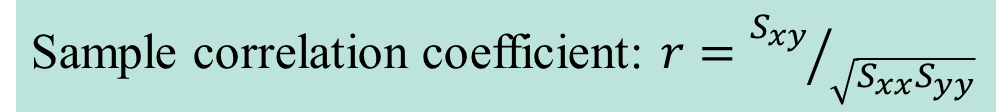 Sample correlation coefficient: r = Sxy/√SxxSyy